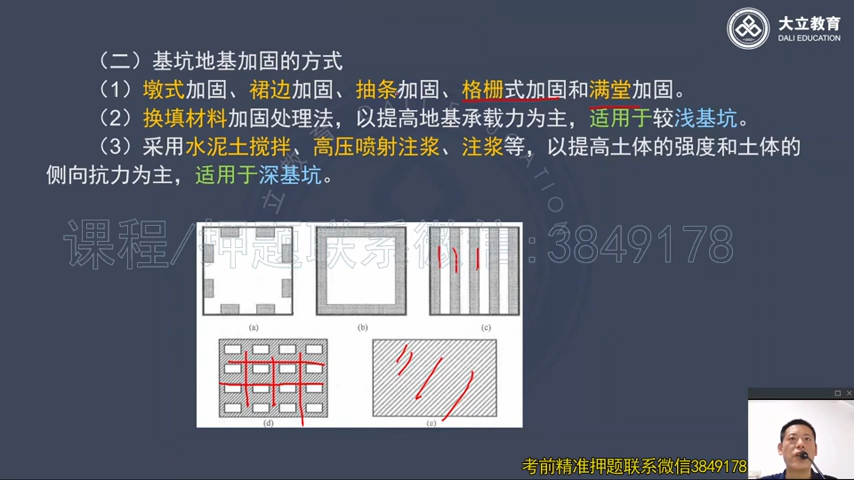 大立教育
DALI EDUCATION
（二）基坑地基加固的方式
（1）墩式加固、裙边加固、抽条加固、格栅式加固和满堂加固。
（2）换填材料加固处理法，以提高地基承载力为主，适用于较浅基坑。
（3）采用水泥土搅拌、高压喷射注浆、注浆等，以提高土体的强度和土体的
侧向抗力为主，适用于深基坑。
课程/押题联系微信:3849178
(a)
(b)
(c)
(d)
(e)
考前精准押题联系微信3849178